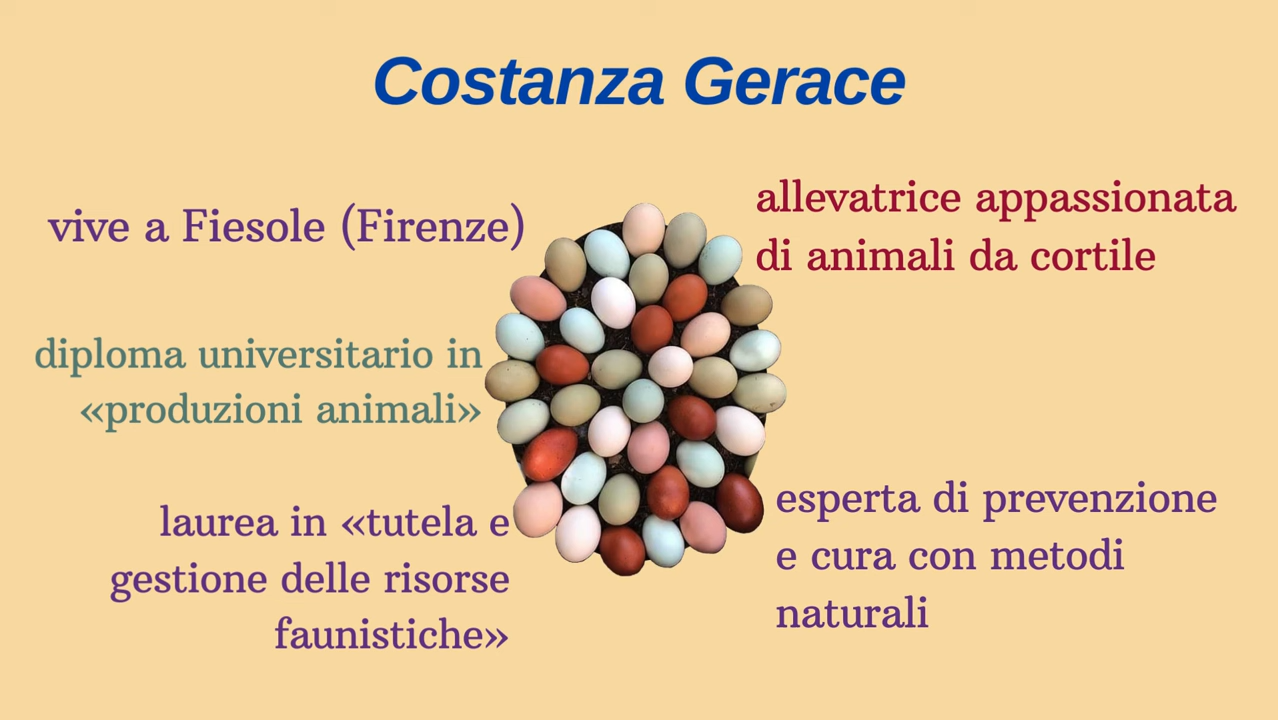 Costanza Gerace
vive a Fiesole (Firenze)
diploma universitario in
«produzioni animali»
laurea in «tutela e
gestione delle risorse
faunistiche»
allevatrice appassionata
di animali da cortile
esperta di prevenzione
e cura con metodi
naturali